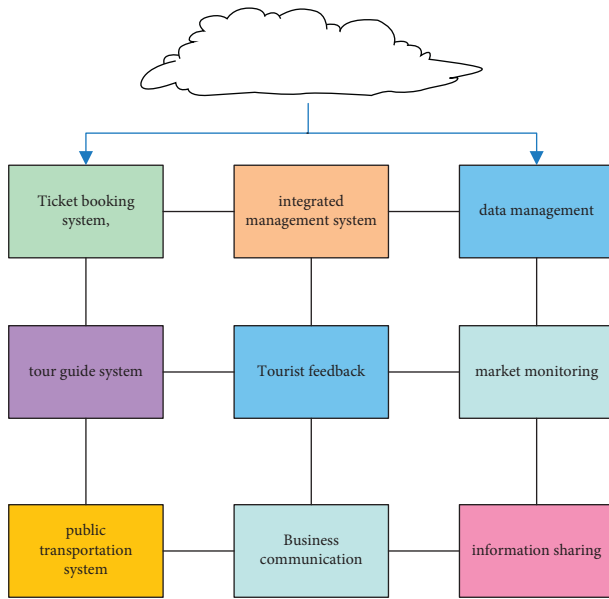 Ticket booking
system,
integrated
management system
data management
tour guide system
Tourist feedback
market monitoring
public
transportation
system
Business
communication
information sharing